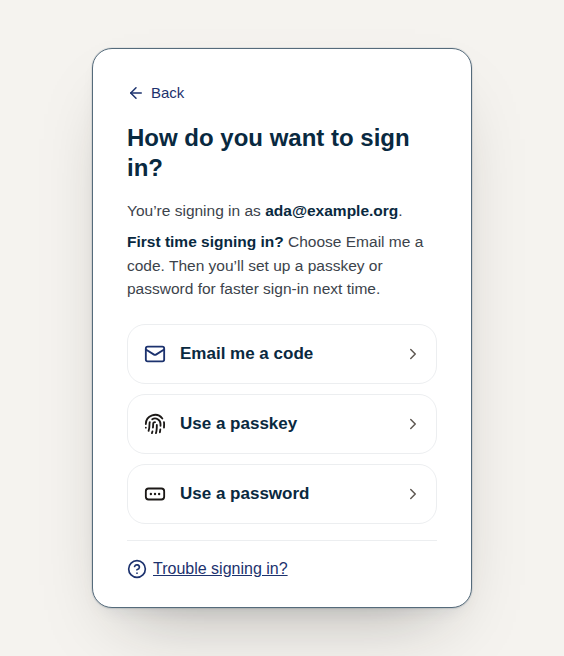 Back
How do you want to sign
in?
You’re signing in as ada@example.org.
First time signing in? Choose Email me a
code. Then you’ll set up a passkey or
password for faster sign-in next time.
Email me a code
Use a passkey
Use a password
Trouble signing in?